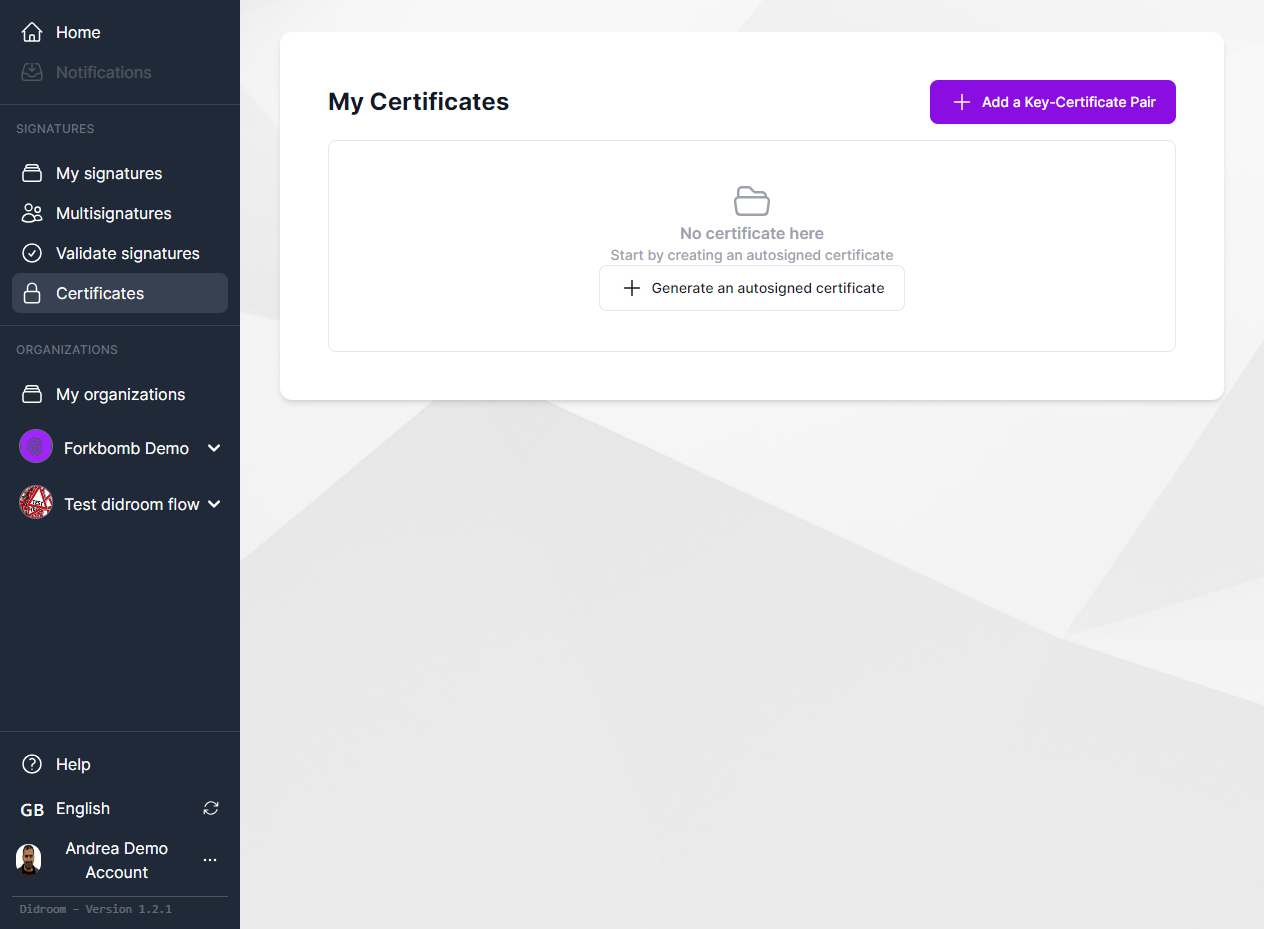 Home
Notifications
SIGNATURES
My signatures
Multisignatures
Validate signatures
Certificates
ORGANIZATIONS
My organizations
Forkbomb Demo
Test didroom flow
Help
GB English
Andrea Demo
Account
Didroom – Version 1.2.1
My Certificates
Add a Key-Certificate Pair
No certificate here
Start by creating an autosigned certificate
Generate an autosigned certificate